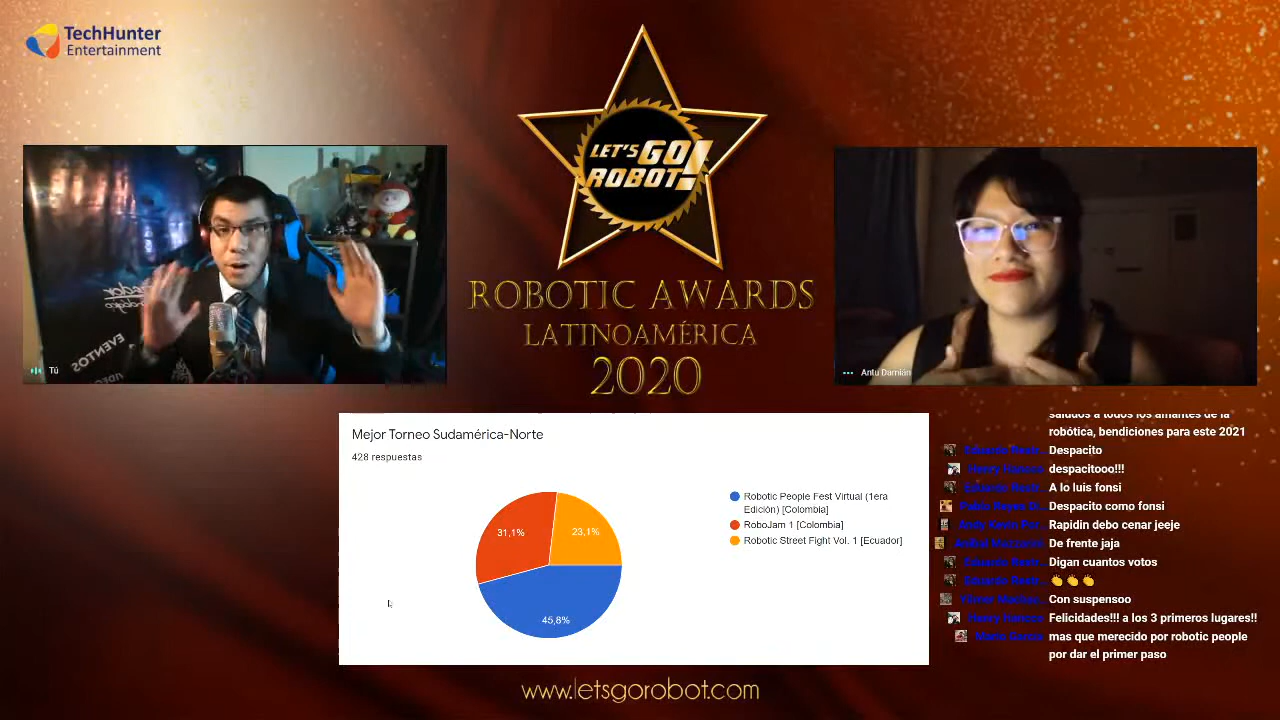 TechHunter
Entertainment
LET'S GO
ROBOT!
ROBOTIC AWARDS
LATINOAMÉRICA
2020
EVENTOS
Tú
Antu Damián
Mejor Torneo Sudamérica-Norte
428 respuestas
31,1%
23,1%
45,8%
Robotic People Fest Virtual (1era
Edición) [Colombia]
RoboJam 1 [Colombia]
Robotic Street Fight Vol. 1 [Ecuador]
saludos a todos los amantes de la
robótica, bendiciones para este 2021
Despacito
despacitooo!!!
A lo luis fonsi
Despacito como fonsi
Rapidin debo cenar jeeje
De frente jaja
Digan cuantos votos
👏👏👏
Con suspensoo
Felicidades!!! a los 3 primeros lugares!!
mas que merecido por robotic people
por dar el primer paso
www.letsgorobot.com